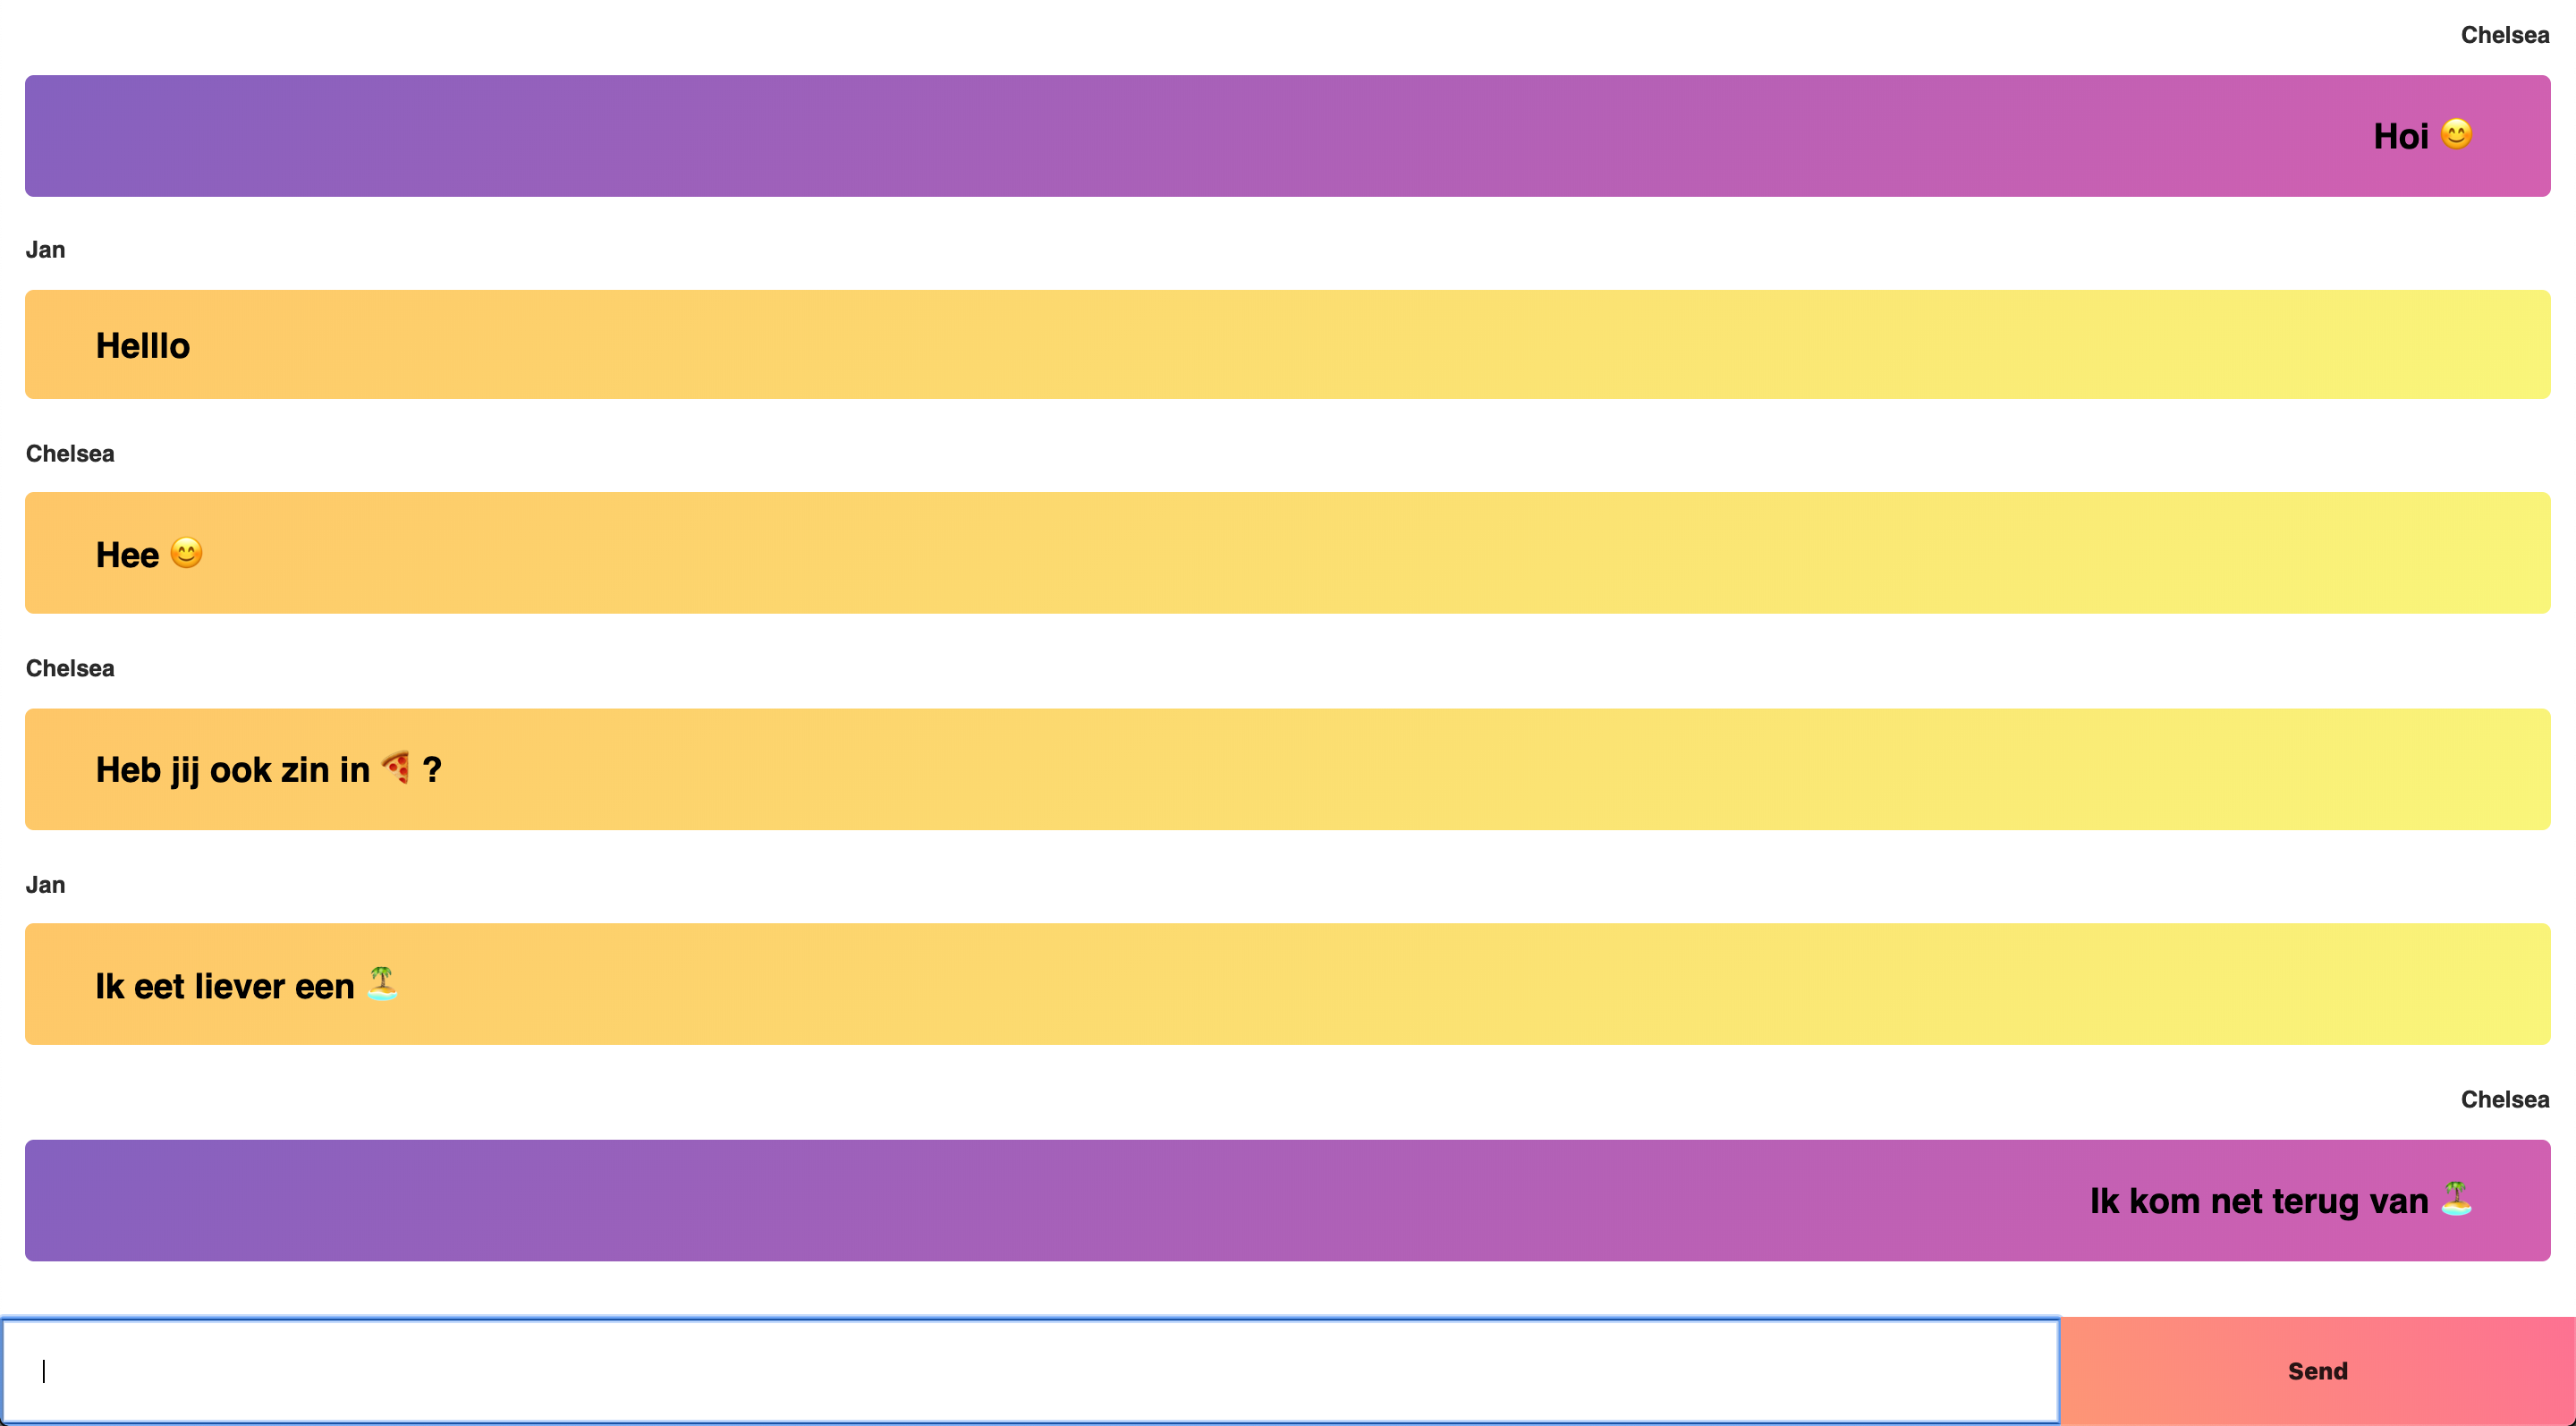 Chelsea
Hoi 😊
Jan
Helllo
Chelsea
Hee 😊
Chelsea
Heb jij ook zin in 🍕 ?
Jan
Ik eet liever een 🏝
Chelsea
Ik kom net terug van 🏝
Send